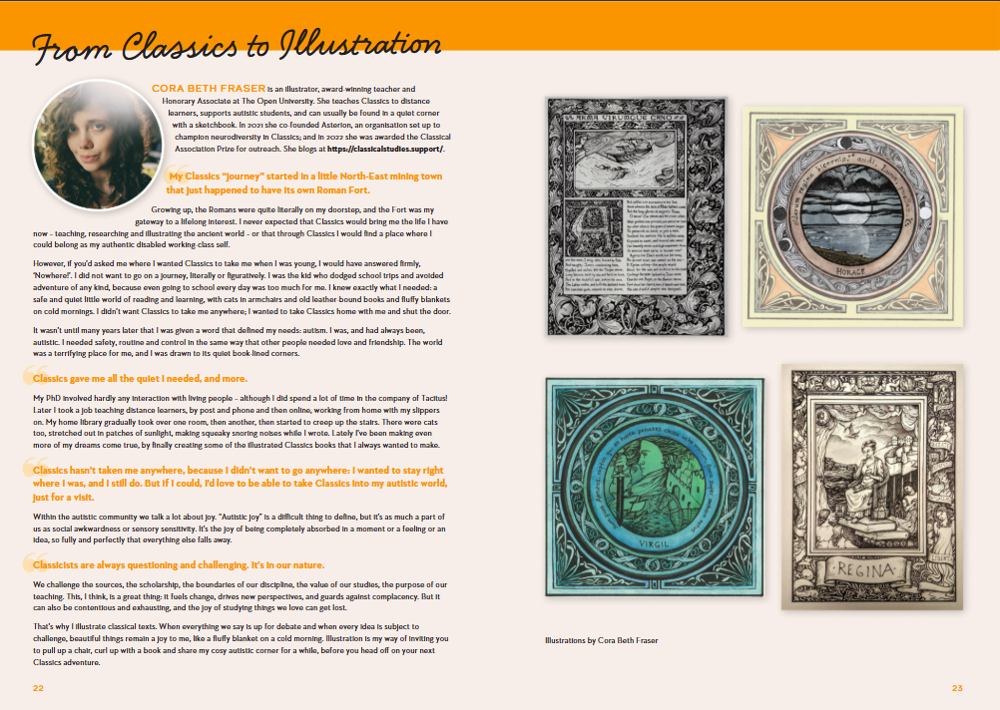 From Classics to Illustration
CORA BETH FRASER is an illustrator, award-winning teacher and
Honorary Associate at The Open University. She teaches Classics to distance
learners, supports autistic students, and can usually be found in a quiet corner
with a sketchbook. In 2021 she co-founded Asterion, an organisation set up to
champion neurodiversity in Classics; and in 2022 she was awarded the Classical
Association Prize for outreach. She blogs at https://classicalstudies.support/.
My Classics “journey” started in a little North-East mining town
that just happened to have its own Roman Fort.
Growing up, the Romans were quite literally on my doorstep, and the Fort was my
gateway to a lifelong interest. I never expected that Classics would bring me the life I have
now – teaching, researching and illustrating the ancient world – or that through Classics I would find a place where I
could belong as my authentic disabled working-class self.
However, if you'd asked me where I wanted Classics to take me when I was young, I would have answered firmly,
‘Nowhere!’. I did not want to go on a journey, literally or figuratively. I was the kid who dodged school trips and avoided
adventure of any kind, because even going to school every day was too much for me. I knew exactly what I needed: a
safe and quiet little world of reading and learning, with cats in armchairs and old leather-bound books and fluffy blankets
on cold mornings. I didn't want Classics to take me anywhere; I wanted to take Classics home with me and shut the door.
It wasn't until many years later that I was given a word that defined my needs: autism. I was, and had always been,
autistic. I needed safety, routine and control in the same way that other people needed love and friendship. The world
was a terrifying place for me, and I was drawn to its quiet book-lined corners.
Classics gave me all the quiet I needed, and more.
My PhD involved hardly any interaction with living people – although I did spend a lot of time in the company of Tacitus!
Later I took a job teaching distance learners, by post and phone and then online, working from home with my slippers
on. My home library gradually took over one room, then another, then started to creep up the stairs. There were cats
too, stretched out in patches of sunlight, making squeaky snoring noises while I wrote. Lately I've been making even
more of my dreams come true, by finally creating some of the illustrated Classics books that I always wanted to make.
Classics hasn't taken me anywhere, because I didn't want to go anywhere: I wanted to stay right
where I was, and I still do. But if I could, I'd love to be able to take Classics into my autistic world,
just for a visit.
Within the autistic community we talk a lot about joy. “Autistic joy” is a difficult thing to define, but it's as much a part of
us as social awkwardness or sensory sensitivity. It's the joy of being completely absorbed in a moment or a feeling or an
idea, so fully and perfectly that everything else falls away.
Classicists are always questioning and challenging. It's in our nature.
We challenge the sources, the scholarship, the boundaries of our discipline, the value of our studies, the purpose of our
teaching. This, I think, is a great thing: it fuels change, drives new perspectives, and guards against complacency. But it
can also be contentious and exhausting, and the joy of studying things we love can get lost.
That's why I illustrate classical texts. When everything we say is up for debate and when every idea is subject to
challenge, beautiful things remain a joy to me, like a fluffy blanket on a cold morning. Illustration is my way of inviting you
to pull up a chair, curl up with a book and share my cosy autistic corner for a while, before you head off on your next
Classics adventure.
22
ARMA VIRUMQUE CANO
HORACE
VIRGIL
REGINA
Illustrations by Cora Beth Fraser
23